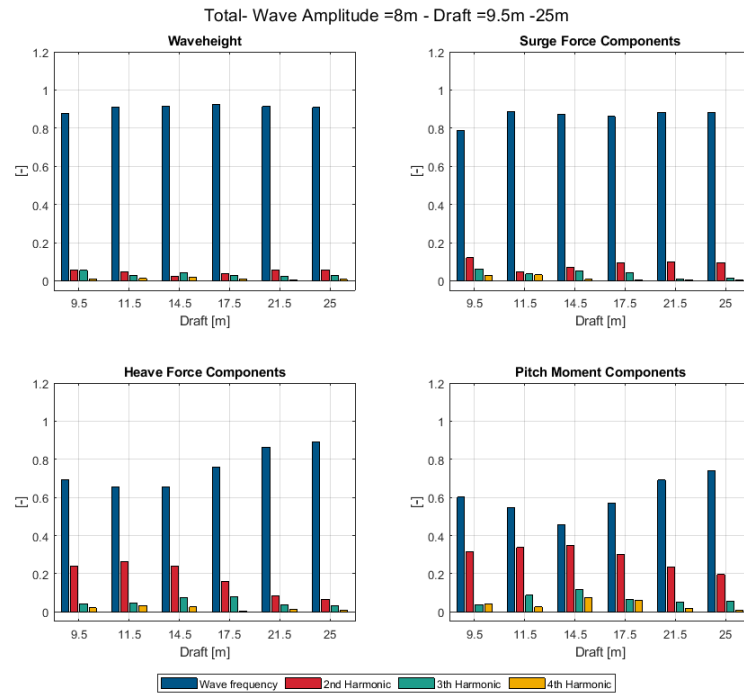 Total- Wave Amplitude =8m - Draft =9.5m -25m
Waveheight
1.2
1
0.8
0.6
0.4
0.2
0
[-]
9.5 11.5 14.5 17.5 21.5 25
Draft [m]
Surge Force Components
1.2
1
0.8
0.6
0.4
0.2
0
[-]
9.5 11.5 14.5 17.5 21.5 25
Draft [m]
Heave Force Components
1.2
1
0.8
0.6
0.4
0.2
0
[-]
9.5 11.5 14.5 17.5 21.5 25
Draft [m]
Pitch Moment Components
1.2
1
0.8
0.6
0.4
0.2
0
[-]
9.5 11.5 14.5 17.5 21.5 25
Draft [m]
Wave frequency 2nd Harmonic 3th Harmonic 4th Harmonic